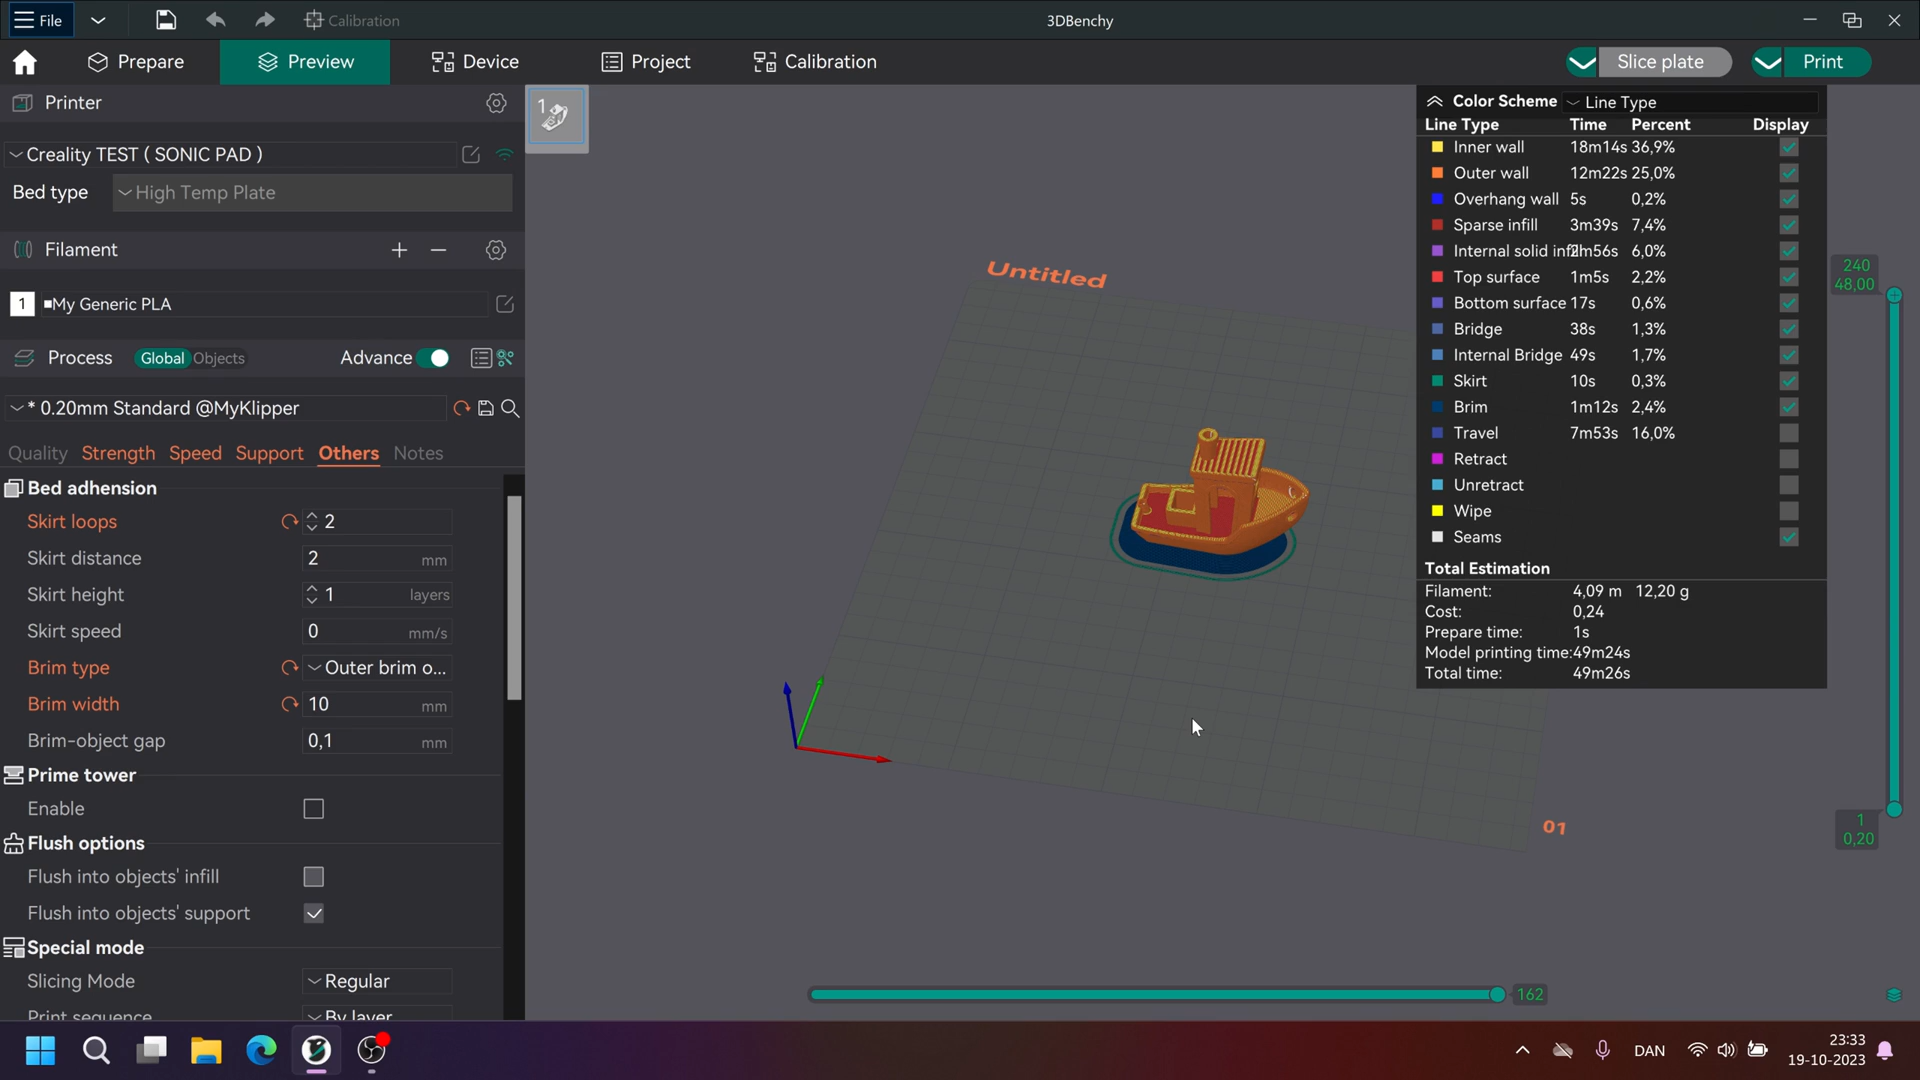 File
Calibration
3DBenchy
Prepare
Preview
Device
Project
Calibration
Slice plate
Print
Printer
Creality TEST ( SONIC PAD )
Bed type
High Temp Plate
Filament
1
My Generic PLA
Process
Global
Objects
Advance
* 0.20mm Standard @MyKlipper
Quality
Strength
Speed
Support
Others
Notes
Bed adhension
Skirt loops 2
Skirt distance 2 mm
Skirt height 1 layers
Skirt speed 0 mm/s
Brim type Outer brim o...
Brim width 10 mm
Brim-object gap 0,1 mm
Prime tower
Enable
Flush options
Flush into objects' infill
Flush into objects' support
Special mode
Slicing Mode Regular
Print sequence By layer
1
Untitled
01
Color Scheme Line Type
Line Type Time Percent Display
Inner wall 18m14s 36,9%
Outer wall 12m22s 25,0%
Overhang wall 5s 0,2%
Sparse infill 3m39s 7,4%
Internal solid infill 2m56s 6,0%
Top surface 1m5s 2,2%
Bottom surface 17s 0,6%
Bridge 38s 1,3%
Internal Bridge 49s 1,7%
Skirt 10s 0,3%
Brim 1m12s 2,4%
Travel 7m53s 16,0%
Retract
Unretract
Wipe
Seams
Total Estimation
Filament: 4,09 m 12,20 g
Cost: 0,24
Prepare time: 1s
Model printing time: 49m24s
Total time: 49m26s
240
48,00
1
0,20
162
DAN
23:33
19-10-2023